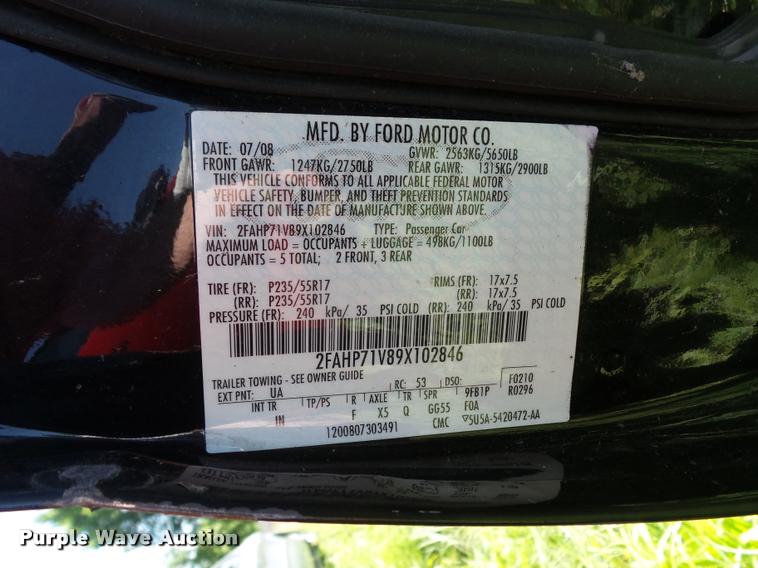 MFD. BY FORD MOTOR CO.
DATE: 07/08 GVWR: 2563KG/5650LB
FRONT GAWR: 1247KG/2750LB REAR GAWR: 1315KG/2900LB
THIS VEHICLE CONFORMS TO ALL APPLICABLE FEDERAL MOTOR
VEHICLE SAFETY, BUMPER, AND THEFT PREVENTION STANDARDS
IN EFFECT ON THE DATE OF MANUFACTURE SHOWN ABOVE.
VIN: 2FAHP71V89X102846 TYPE: Passenger Car
MAXIMUM LOAD = OCCUPANTS + LUGGAGE = 498KG/1100LB
OCCUPANTS = 5 TOTAL; 2 FRONT, 3 REAR
TIRE (FR): P235/55R17 RIMS (FR): 17x7.5
(RR): P235/55R17 (RR): 17x7.5
PRESSURE (FR): 240 kPa/ 35 PSI COLD (RR): 240 kPa/ 35 PSI COLD
2FAHP71V89X102846
TRAILER TOWING - SEE OWNER GUIDE
EXT PNT: UA RC: 53 DSO: F0210
INT TR TP/PS R AXLE TR SPR 9FB1P R0296
IN F X5 Q GG55 FOA
1200807303491 CMC ▽5U5A-5420472-AA
Purple Wave Auction